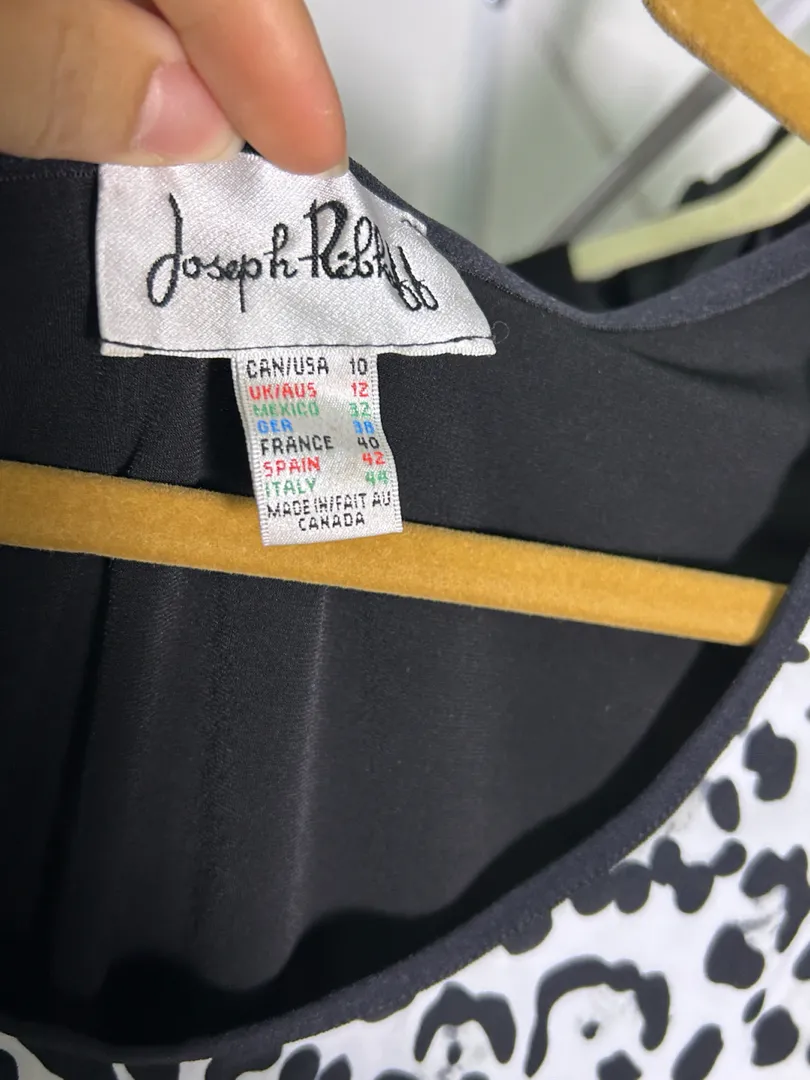 Joseph Ribkoff
CAN/USA 10
UK/AUS 12
MEXICO 32
GER 38
FRANCE 40
SPAIN 42
ITALY 44
MADE IN/FAIT AU
CANADA